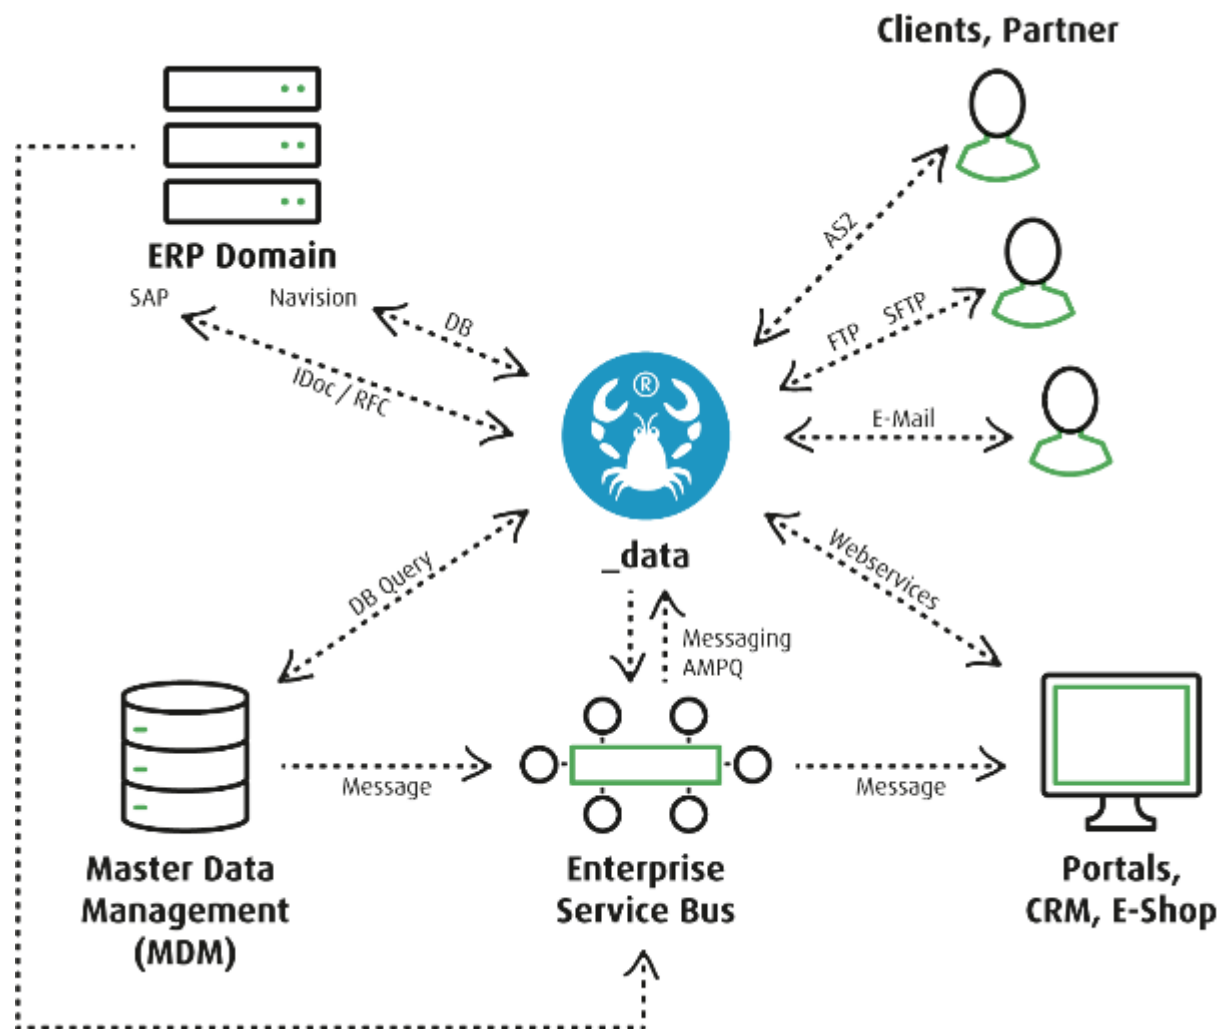 Clients, Partner
ERP Domain
SAP
Navision
DB
IDoc / RFC
AS2
FTP SFTP
E-Mail
®
_data
DB Query
Webservices
Messaging
AMPQ
Message
Message
Master Data
Management
(MDM)
Enterprise
Service Bus
Portals,
CRM, E-Shop